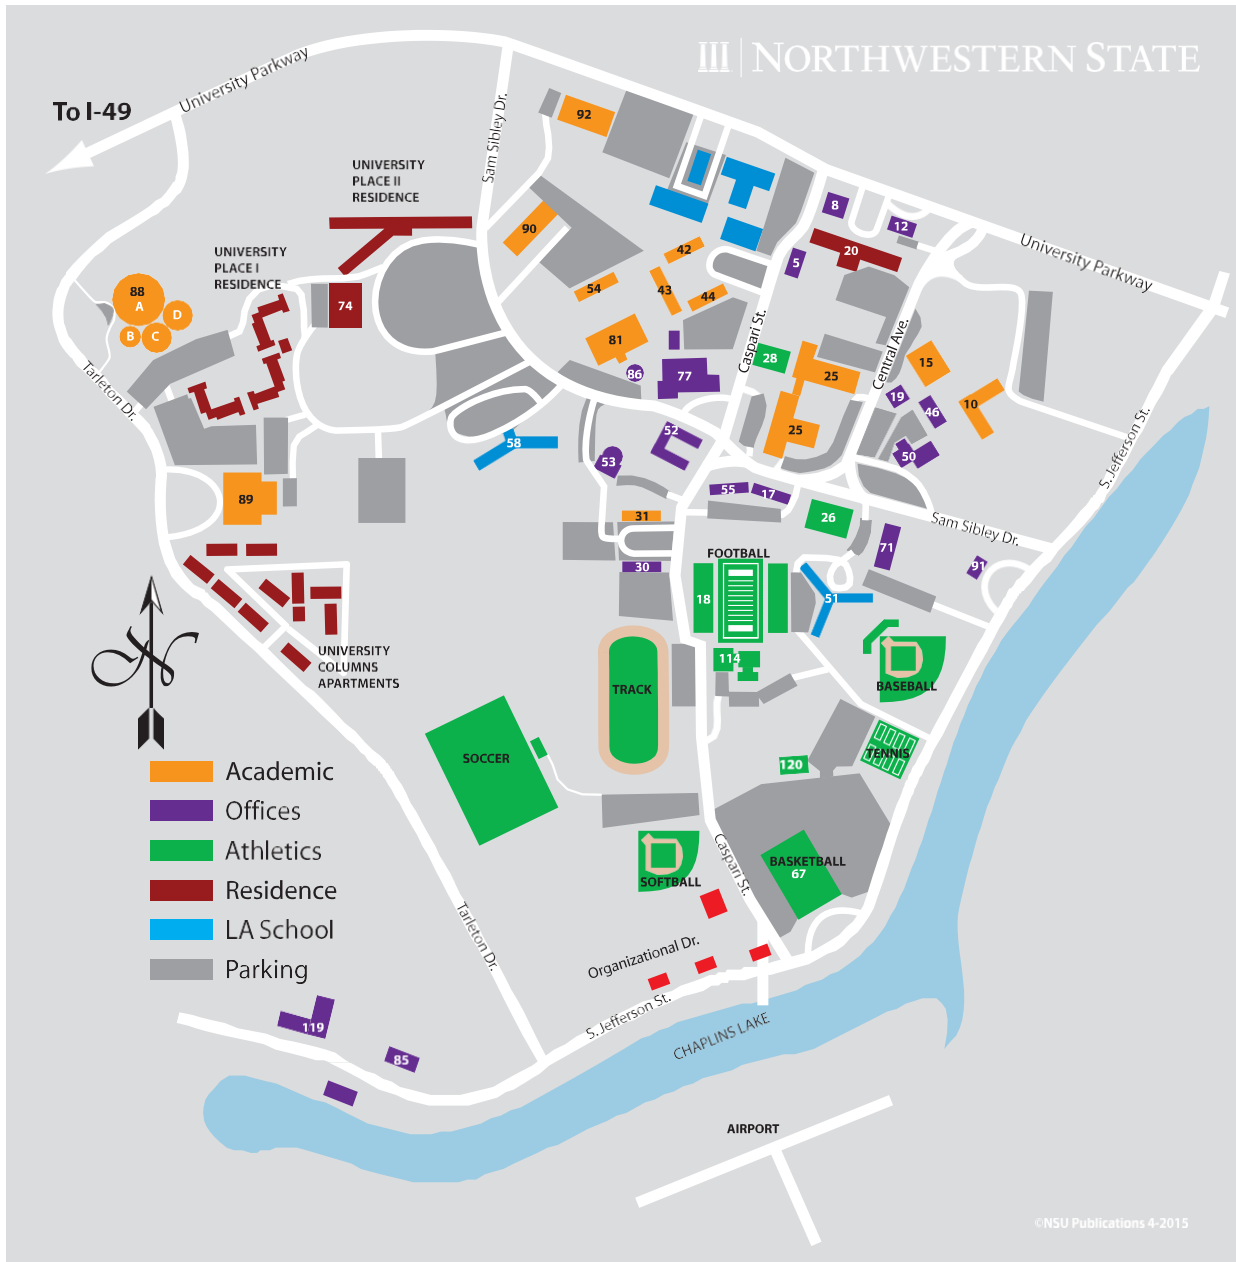 NORTHWESTERN STATE
University Parkway
To I-49
Sam Sibley Dr.
92
UNIVERSITY
PLACE II
RESIDENCE
8
12
20
5
University Parkway
90
42
UNIVERSITY
PLACE I
RESIDENCE
54
43
44
88
A
B
C
D
74
81
Caspari St.
28
Central Ave.
15
86
77
25
19
46
10
Tarleton Dr.
58
53
52
25
50
S. Jefferson St.
89
55
17
31
26
Sam Sibley Dr.
30
FOOTBALL
71
91
18
51
114
UNIVERSITY
COLUMNS
APARTMENTS
TRACK
BASEBALL
SOCCER
120
TENNIS
Academic
Offices
Athletics
Residence
LA School
Parking
Caspari St.
BASKETBALL
67
SOFTBALL
Tarleton Dr.
Organizational Dr.
S. Jefferson St.
119
85
CHAPLINS LAKE
AIRPORT
©NSU Publications 4-2015